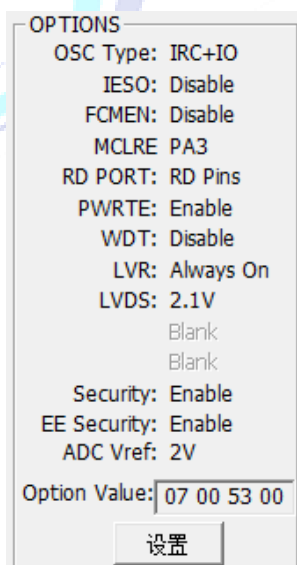 OPTIONS
OSC Type: IRC+IO
IESO: Disable
FCMEN: Disable
MCLRE PA3
RD PORT: RD Pins
PWRTE: Enable
WDT: Disable
LVR: Always On
LVDS: 2.1V
Blank
Blank
Security: Enable
EE Security: Enable
ADC Vref: 2V
Option Value: 07 00 53 00
设置